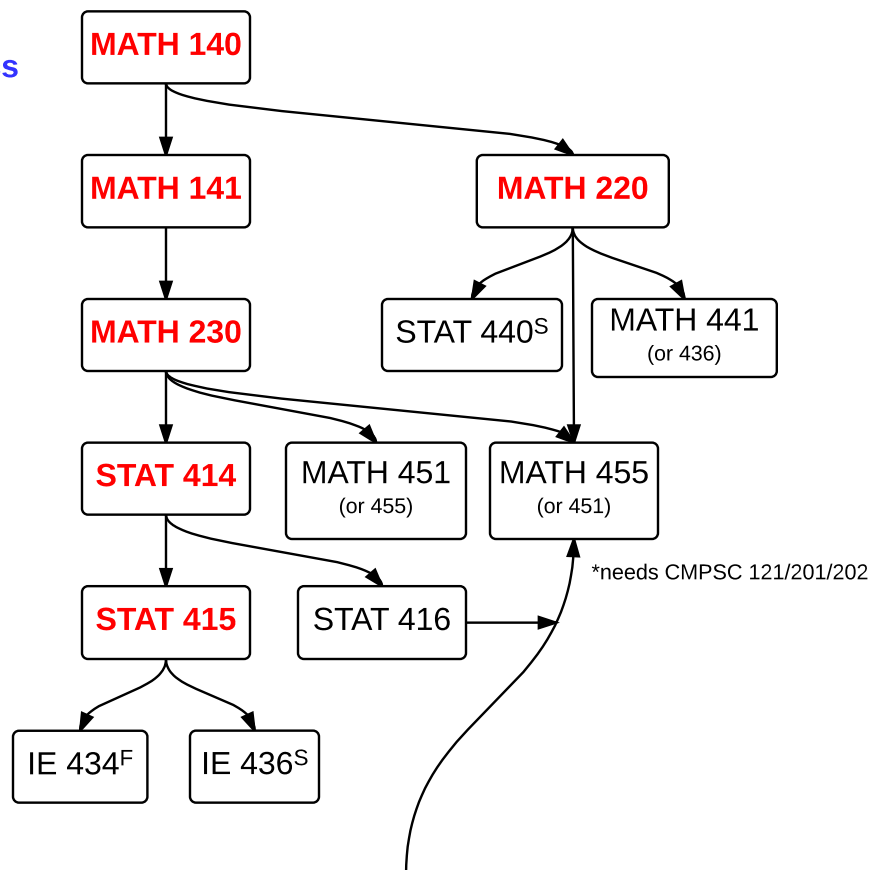 MATH 140
s
MATH 141
MATH 220
MATH 230
STAT 440S
MATH 441
(or 436)
STAT 414
MATH 451
(or 455)
MATH 455
(or 451)
*needs CMPSC 121/201/202
STAT 415
STAT 416
IE 434F
IE 436S